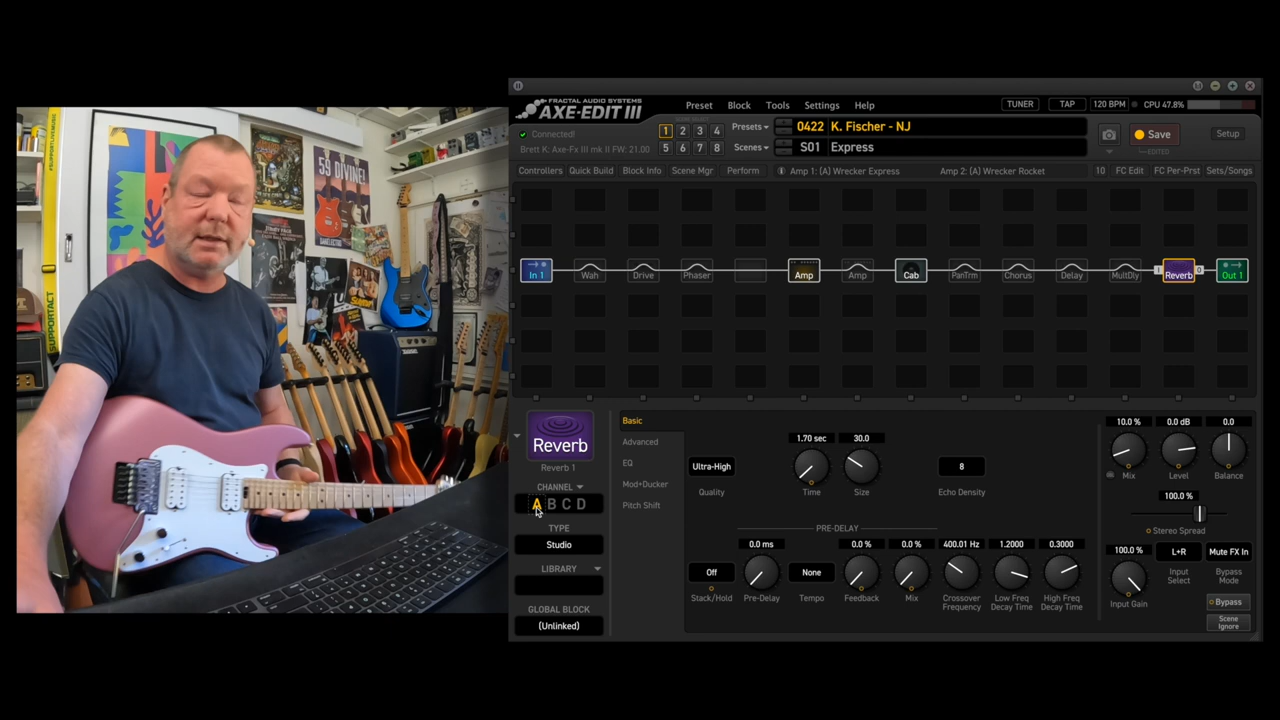 FRACTAL AUDIO SYSTEMS
AXE-EDIT III
Preset Block Tools Settings Help
TUNER TAP 120 BPM CPU 47.8%
Connected!
Brett K: Axe-Fx III mk II FW: 21.00
1 2 3 4
5 6 7 8
Presets
0422 K. Fischer - NJ
Scenes
S01 Express
Save
EDITED
Setup
Controllers Quick Build Block Info Scene Mgr Perform
Amp 1: (A) Wrecker Express Amp 2: (A) Wrecker Rocket
10 FC Edit FC Per-Prst Sets/Songs
In 1 Wah Drive Phaser Amp Amp Cab PanTrm Chorus Delay MultDly Reverb Out 1
Reverb
Reverb 1
CHANNEL
A B C D
TYPE
Studio
LIBRARY
GLOBAL BLOCK
(Unlinked)
Basic
Advanced
EQ
Mod+Ducker
Pitch Shift
1.70 sec 30.0
Ultra-High 8
Quality Time Size Echo Density
PRE-DELAY
0.0 ms 0.0 % 0.0 % 400.01 Hz 1.2000 0.3000
Off None
Stack/Hold Pre-Delay Tempo Feedback Mix Crossover Frequency Low Freq Decay Time High Freq Decay Time
10.0 % 0.0 dB 0.0
Mix Level Balance
100.0 %
Stereo Spread
100.0 % L+R Mute FX In
Input Gain Input Select Bypass Mode
Bypass
Scene Ignore
59 DIVINE!
DANELECTRO
#SUPPORTLIVEMUSIC
SUPPORTACT